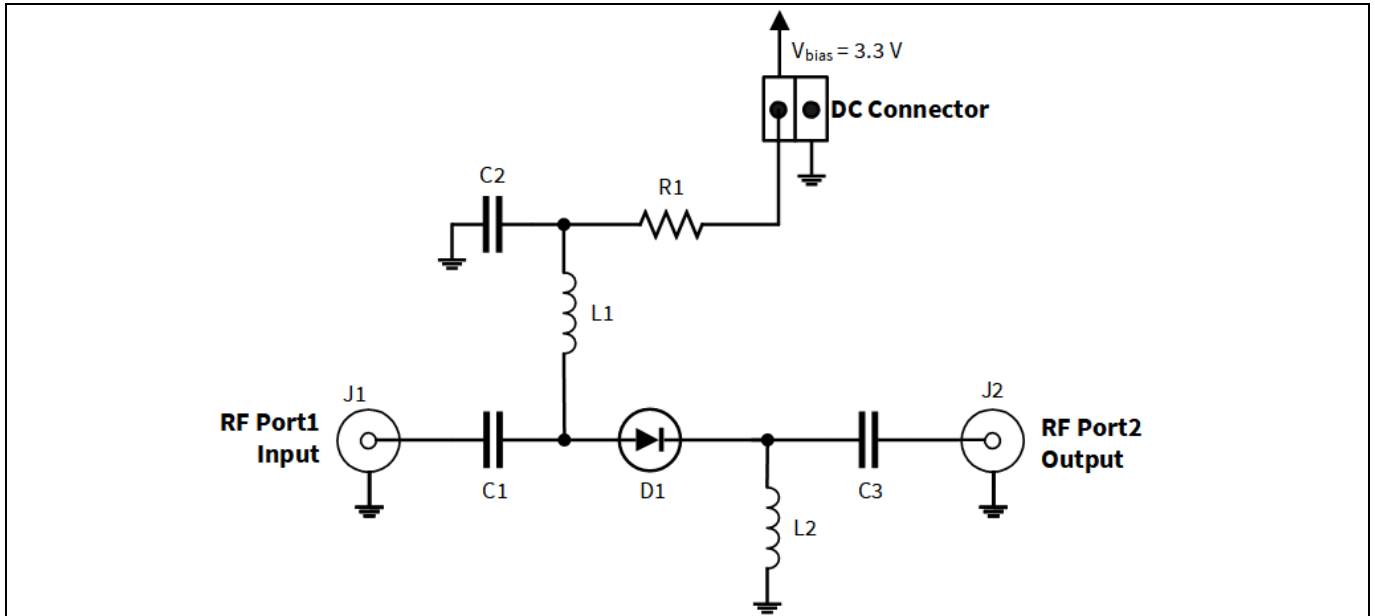 Vbias = 3.3 V
DC Connector
C2
R1
L1
J1
J2
RF Port1
Input
RF Port2
Output
C1
D1
C3
L2